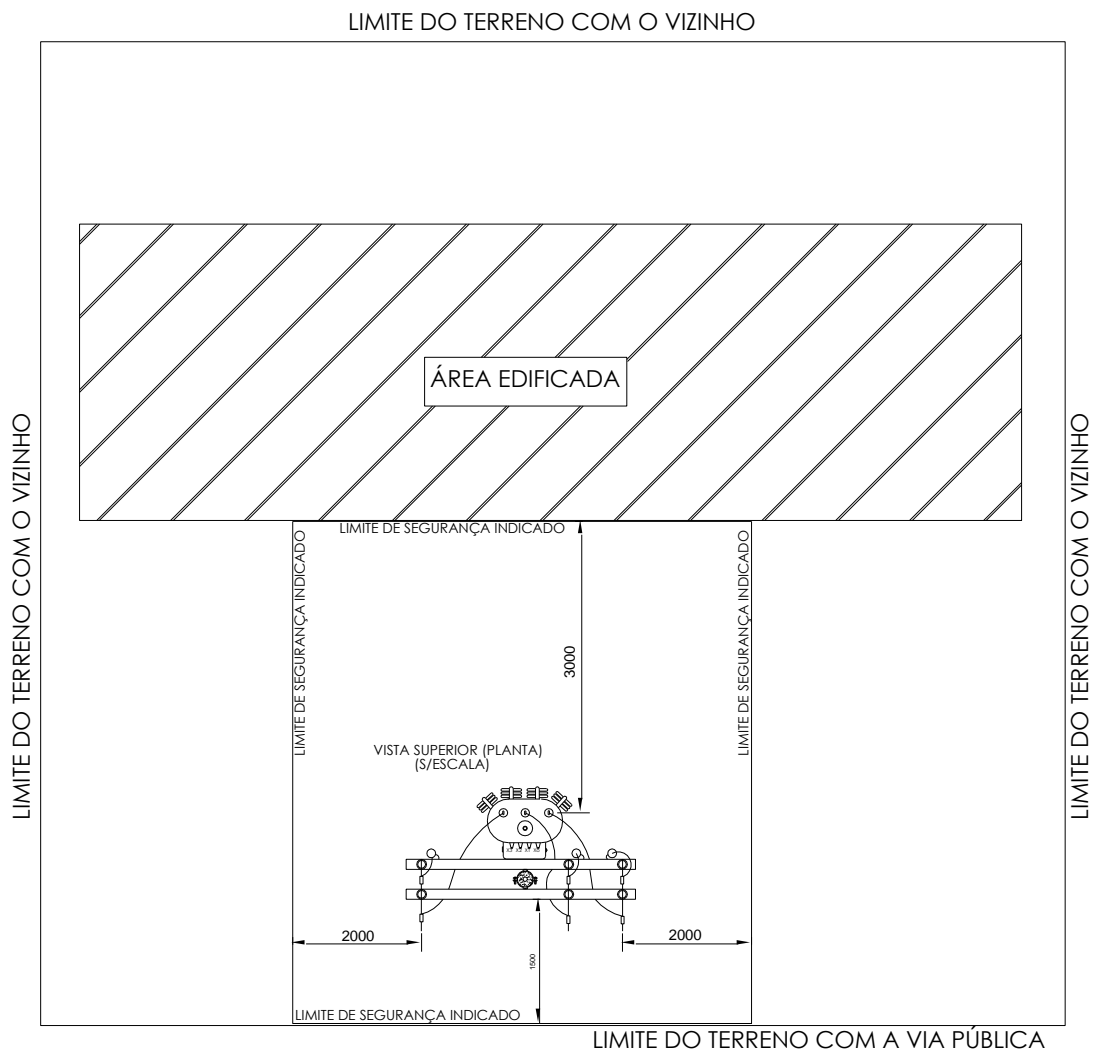 LIMITE DO TERRENO COM O VIZINHO
ÁREA EDIFICADA
LIMITE DO TERRENO COM O VIZINHO
LIMITE DO TERRENO COM O VIZINHO
LIMITE DE SEGURANÇA INDICADO
LIMITE DE SEGURANÇA INDICADO
LIMITE DE SEGURANÇA INDICADO
3000
VISTA SUPERIOR (PLANTA)
(S/ESCALA)
2000
2000
1500
LIMITE DE SEGURANÇA INDICADO
LIMITE DO TERRENO COM A VIA PÚBLICA